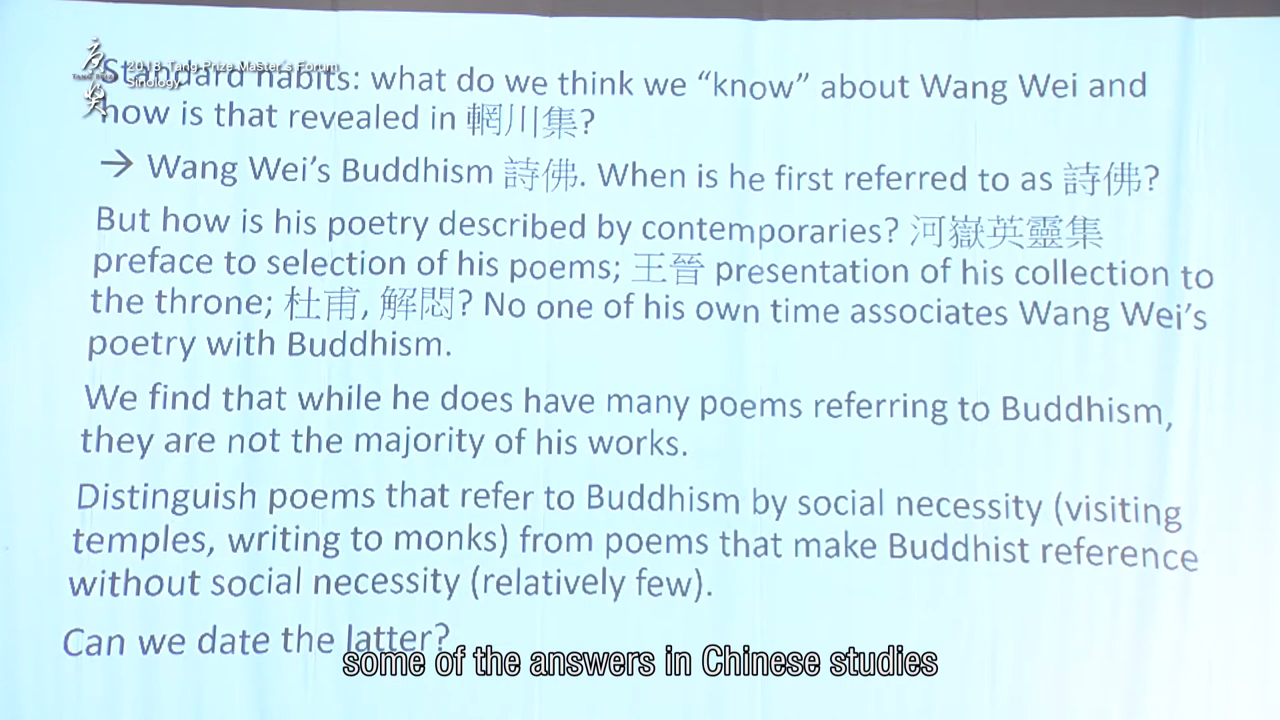 唐獎
TANG PRIZE
2018 Tang Prize Master's Forum
Sinology
Standard habits: what do we think we “know” about Wang Wei and
how is that revealed in 輞川集?
→ Wang Wei’s Buddhism 詩佛. When is he first referred to as 詩佛?
But how is his poetry described by contemporaries? 河嶽英靈集
preface to selection of his poems; 王晉 presentation of his collection to
the throne; 杜甫, 解悶? No one of his own time associates Wang Wei’s
poetry with Buddhism.
We find that while he does have many poems referring to Buddhism,
they are not the majority of his works.
Distinguish poems that refer to Buddhism by social necessity (visiting
temples, writing to monks) from poems that make Buddhist reference
without social necessity (relatively few).
Can we date the latter?
some of the answers in Chinese studies